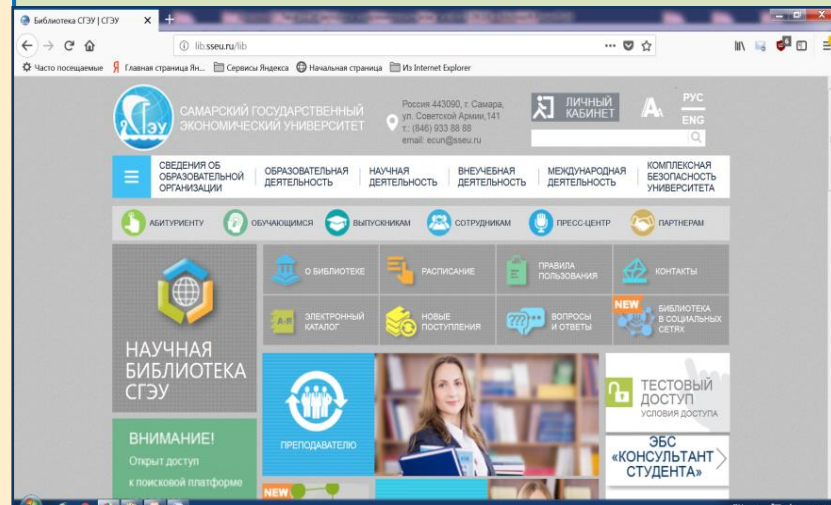 Библиотека СГЭУ | СГЭУ
lib.sseu.ru/lib
Часто посещаемые
Главная страница Ян...
Сервисы Яндекса
Начальная страница
Из Internet Explorer
САМАРСКИЙ ГОСУДАРСТВЕННЫЙ
ЭКОНОМИЧЕСКИЙ УНИВЕРСИТЕТ
Россия 443090, г. Самара,
ул. Советской Армии,141
т.: (846) 933 88 88
email: ecun@sseu.ru
ЛИЧНЫЙ
КАБИНЕТ
РУС
ENG
СВЕДЕНИЯ ОБ
ОБРАЗОВАТЕЛЬНОЙ
ОРГАНИЗАЦИИ
ОБРАЗОВАТЕЛЬНАЯ
ДЕЯТЕЛЬНОСТЬ
НАУЧНАЯ
ДЕЯТЕЛЬНОСТЬ
ВНЕУЧЕБНАЯ
ДЕЯТЕЛЬНОСТЬ
МЕЖДУНАРОДНАЯ
ДЕЯТЕЛЬНОСТЬ
КОМПЛЕКСНАЯ
БЕЗОПАСНОСТЬ
УНИВЕРСИТЕТА
АБИТУРИЕНТУ
ОБУЧАЮЩИМСЯ
ВЫПУСКНИКАМ
СОТРУДНИКАМ
ПРЕСС-ЦЕНТР
ПАРТНЕРАМ
НАУЧНАЯ
БИБЛИОТЕКА
СГЭУ
О БИБЛИОТЕКЕ
РАСПИСАНИЕ
ПРАВИЛА
ПОЛЬЗОВАНИЯ
КОНТАКТЫ
А-Я
ЭЛЕКТРОННЫЙ
КАТАЛОГ
НОВЫЕ
ПОСТУПЛЕНИЯ
???
ВОПРОСЫ
И ОТВЕТЫ
NEW
БИБЛИОТЕКА
В СОЦИАЛЬНЫХ
СЕТЯХ
ПРЕПОДАВАТЕЛЮ
ТЕСТОВЫЙ
ДОСТУП
УСЛОВИЯ ДОСТУПА
ЭБС
«КОНСУЛЬТАНТ
СТУДЕНТА»
ВНИМАНИЕ!
Открыт доступ
к поисковой платформе
NEW